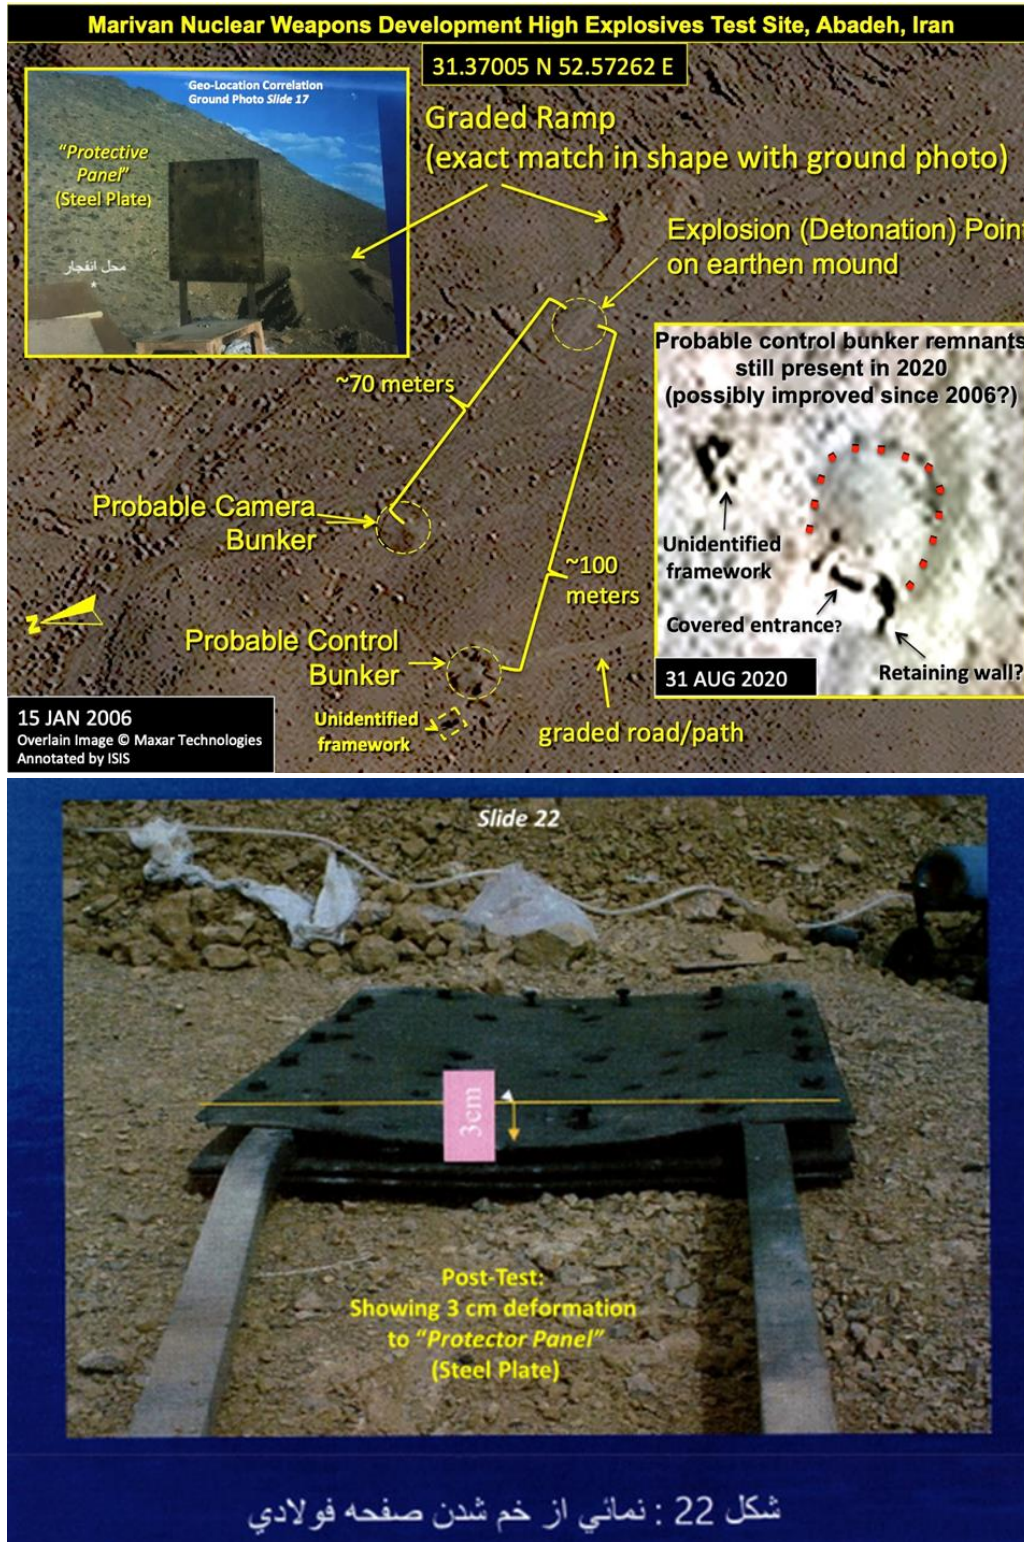 Marivan Nuclear Weapons Development High Explosives Test Site, Abadeh, Iran
31.37005 N 52.57262 E
Geo-Location Correlation
Ground Photo Slide 17
"Protective
Panel"
(Steel Plate)
محل انفجار
*
Graded Ramp
(exact match in shape with ground photo)
Explosion (Detonation) Point
on earthen mound
~70 meters
Probable Camera
Bunker
~100
meters
Probable Control
Bunker
Unidentified
framework
graded road/path
N
15 JAN 2006
Overlain Image © Maxar Technologies
Annotated by ISIS
Probable control bunker remnants
still present in 2020
(possibly improved since 2006?)
Unidentified
framework
Covered entrance?
Retaining wall?
31 AUG 2020
Slide 22
3cm
Post-Test:
Showing 3 cm deformation
to "Protector Panel"
(Steel Plate)
شكل 22 : نمائي از خم شدن صفحه فولادي